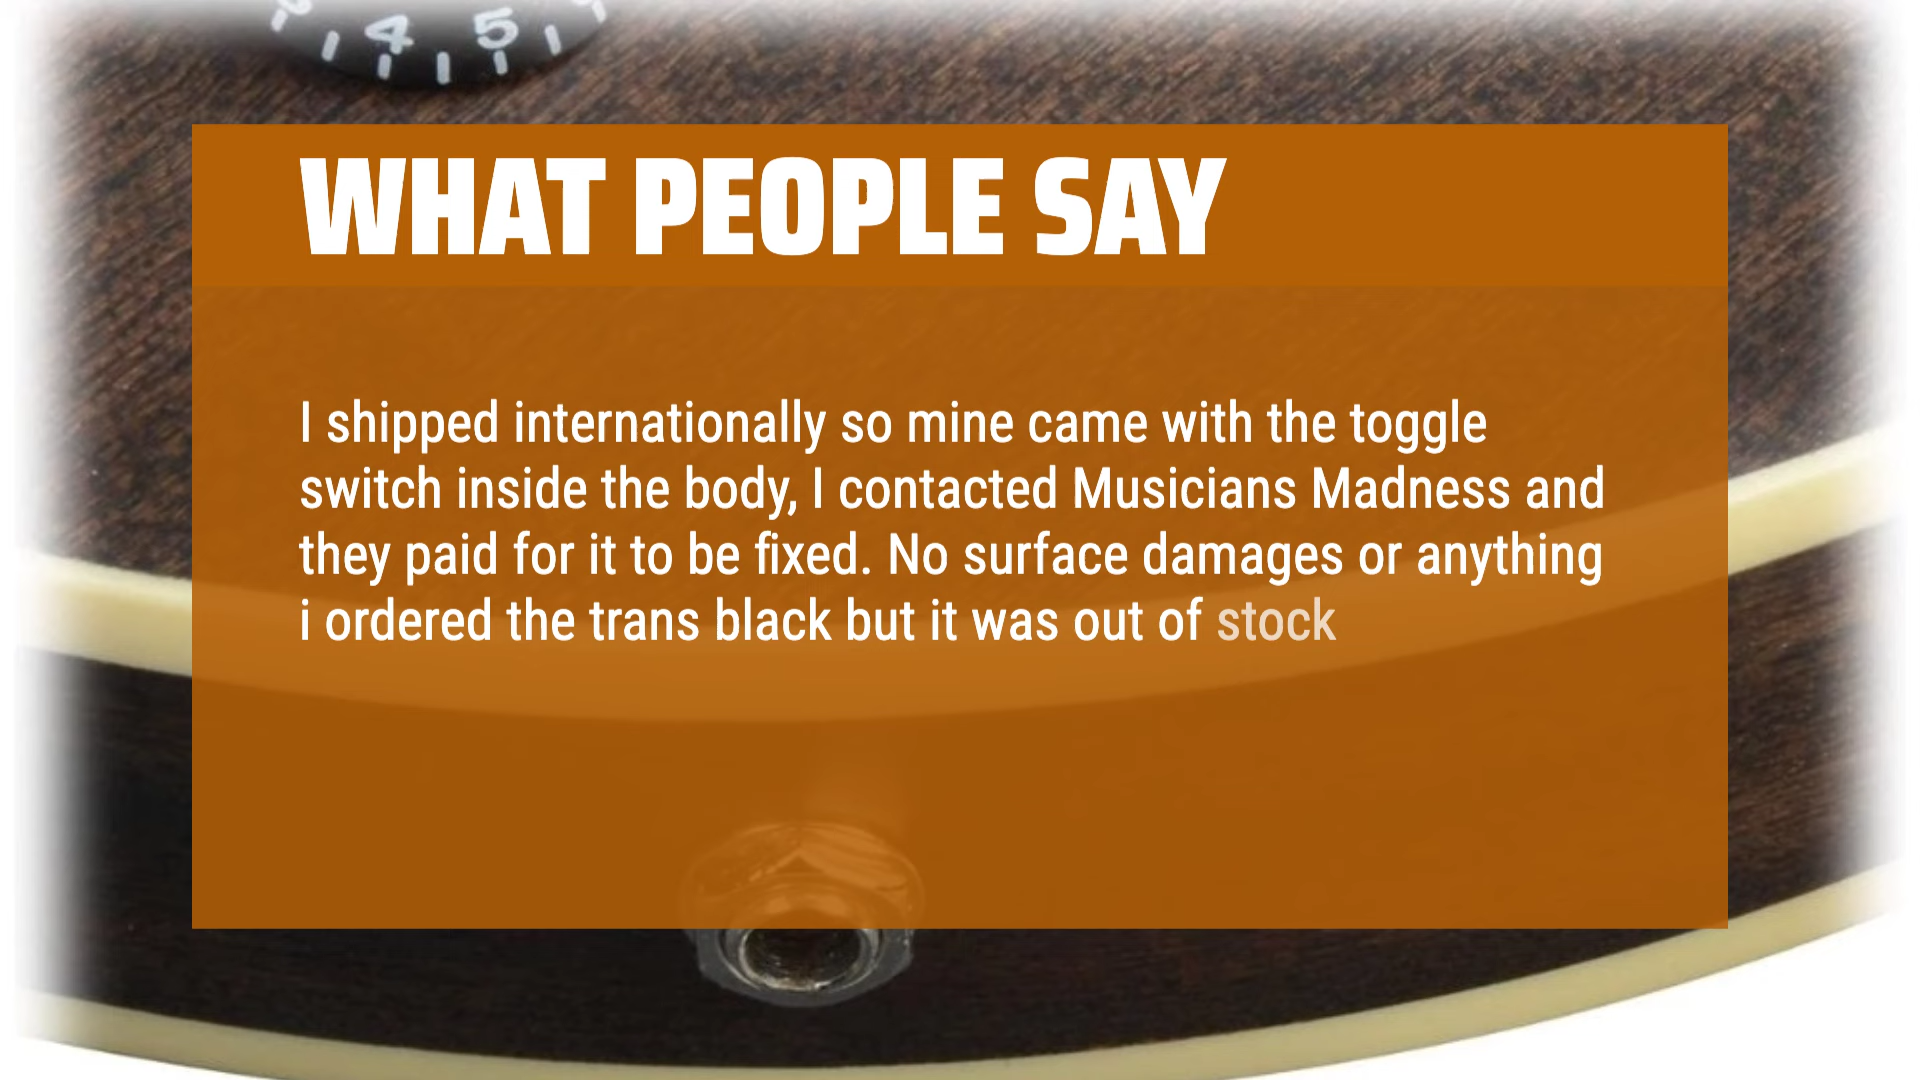 4 5
WHAT PEOPLE SAY
I shipped internationally so mine came with the toggle
switch inside the body, I contacted Musicians Madness and
they paid for it to be fixed. No surface damages or anything
i ordered the trans black but it was out of stock